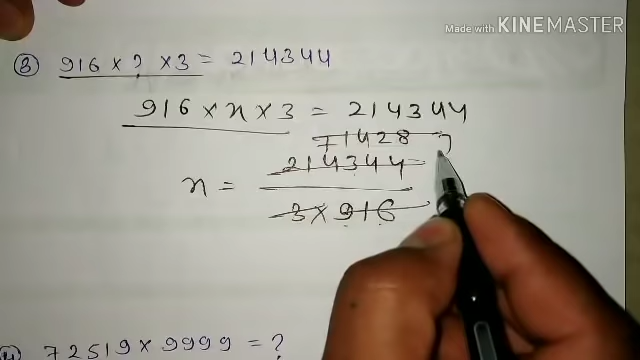 Made with KINEMASTER
8 916 × ? × 3 = 214344
916 × x × 3 = 214344
71428
x = 214344 / 3 × 916
72519 × 9999 = ?